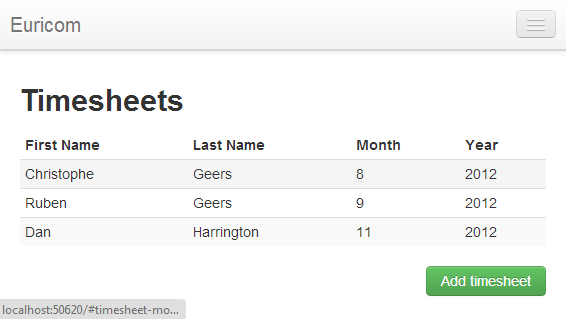 Euricom
Timesheets
First Name Last Name Month Year
Christophe Geers 8 2012
Ruben Geers 9 2012
Dan Harrington 11 2012
Add timesheet
localhost:50620/#timesheet-mo...